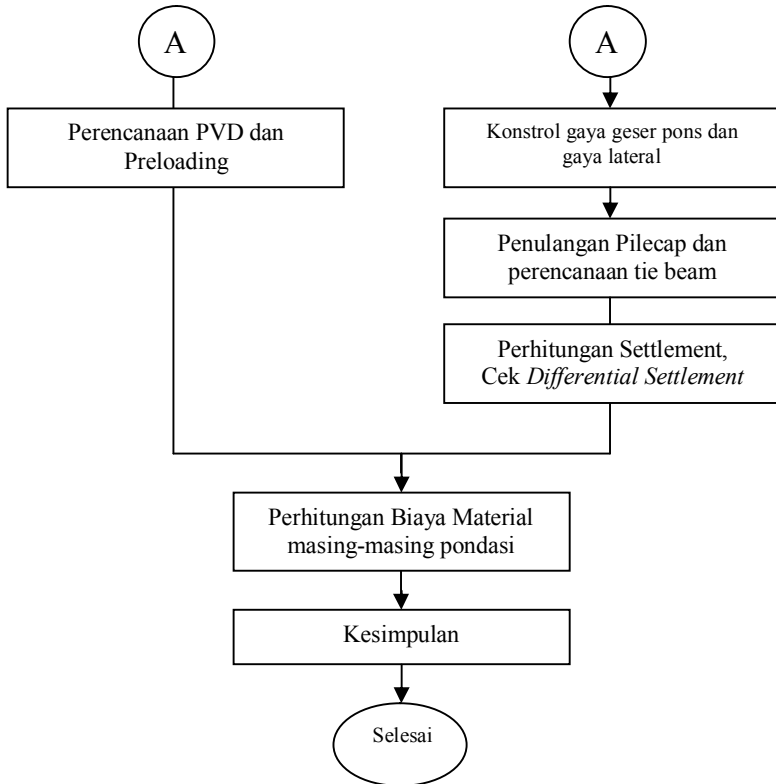 A
A
Perencanaan PVD dan
Preloading
Konstrol gaya geser pons dan
gaya lateral
Penulangan Pilecap dan
perencanaan tie beam
Perhitungan Settlement,
Cek Differential Settlement
Perhitungan Biaya Material
masing-masing pondasi
Kesimpulan
Selesai